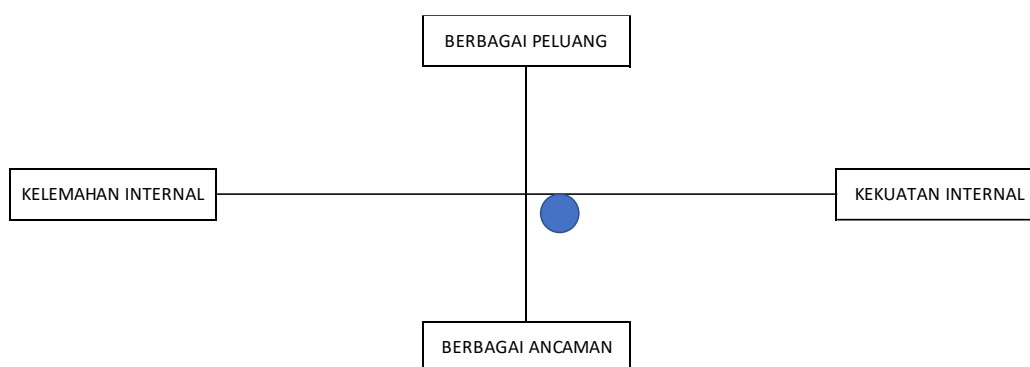 BERBAGAI PELUANG
KELEMAHAN INTERNAL
KEKUATAN INTERNAL
BERBAGAI ANCAMAN